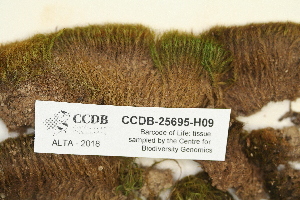 CCDB
ALTA - 2018
CCDB-25695-H09
Barcode of Life; tissue
sampled by the Centre for
Biodiversity Genomics